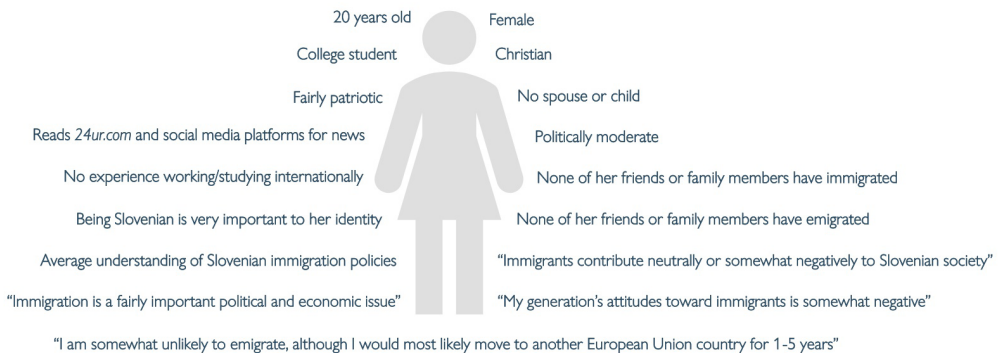 20 years old
Female
College student
Christian
Fairly patriotic
No spouse or child
Reads 24ur.com and social media platforms for news
Politically moderate
No experience working/studying internationally
None of her friends or family members have immigrated
Being Slovenian is very important to her identity
None of her friends or family members have emigrated
Average understanding of Slovenian immigration policies
“Immigrants contribute neutrally or somewhat negatively to Slovenian society”
“Immigration is a fairly important political and economic issue”
“My generation’s attitudes toward immigrants is somewhat negative”
“I am somewhat unlikely to emigrate, although I would most likely move to another European Union country for 1-5 years”